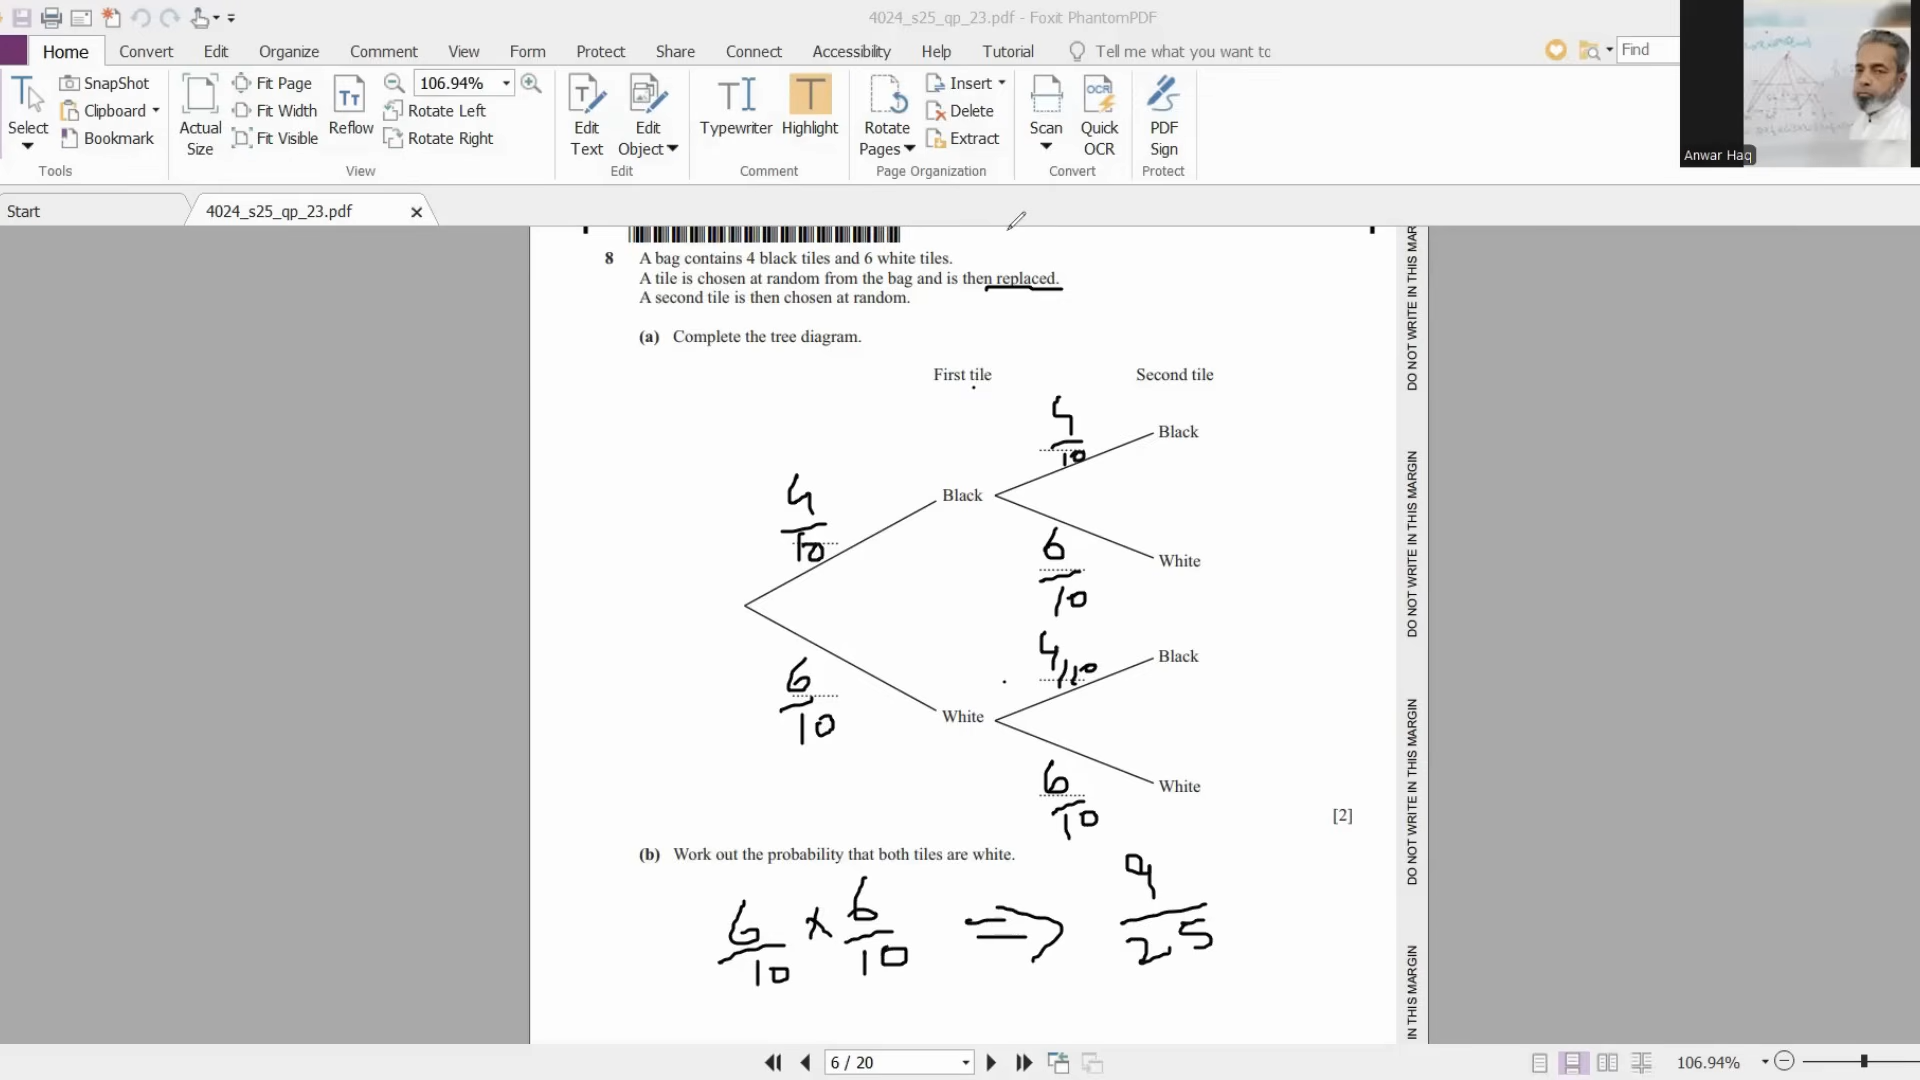 4024_s25_qp_23.pdf - Foxit PhantomPDF
Home Convert Edit Organize Comment View Form Protect Share Connect Accessibility Help Tutorial Tell me what you want to Find
SnapShot
Clipboard
Bookmark
Select
Tools
Actual Size
Fit Page
Fit Width
Fit Visible
Reflow
106.94%
Rotate Left
Rotate Right
View
Edit Text
Edit Object
Edit
Typewriter
Highlight
Comment
Rotate Pages
Insert
Delete
Extract
Page Organization
Scan
Quick OCR
Convert
PDF Sign
Protect
Anwar Haq
Start
4024_s25_qp_23.pdf
8 A bag contains 4 black tiles and 6 white tiles.
A tile is chosen at random from the bag and is then replaced.
A second tile is then chosen at random.
(a) Complete the tree diagram.
First tile Second tile
4/10 Black
4/10 Black
6/10 White
4/10 Black
6/10 White
6/10 White
[2]
(b) Work out the probability that both tiles are white.
6/10 x 6/10 => 9/25
DO NOT WRITE IN THIS MAR
DO NOT WRITE IN THIS MARGIN
DO NOT WRITE IN THIS MARGIN
IN THIS MARGIN
6 / 20
106.94%